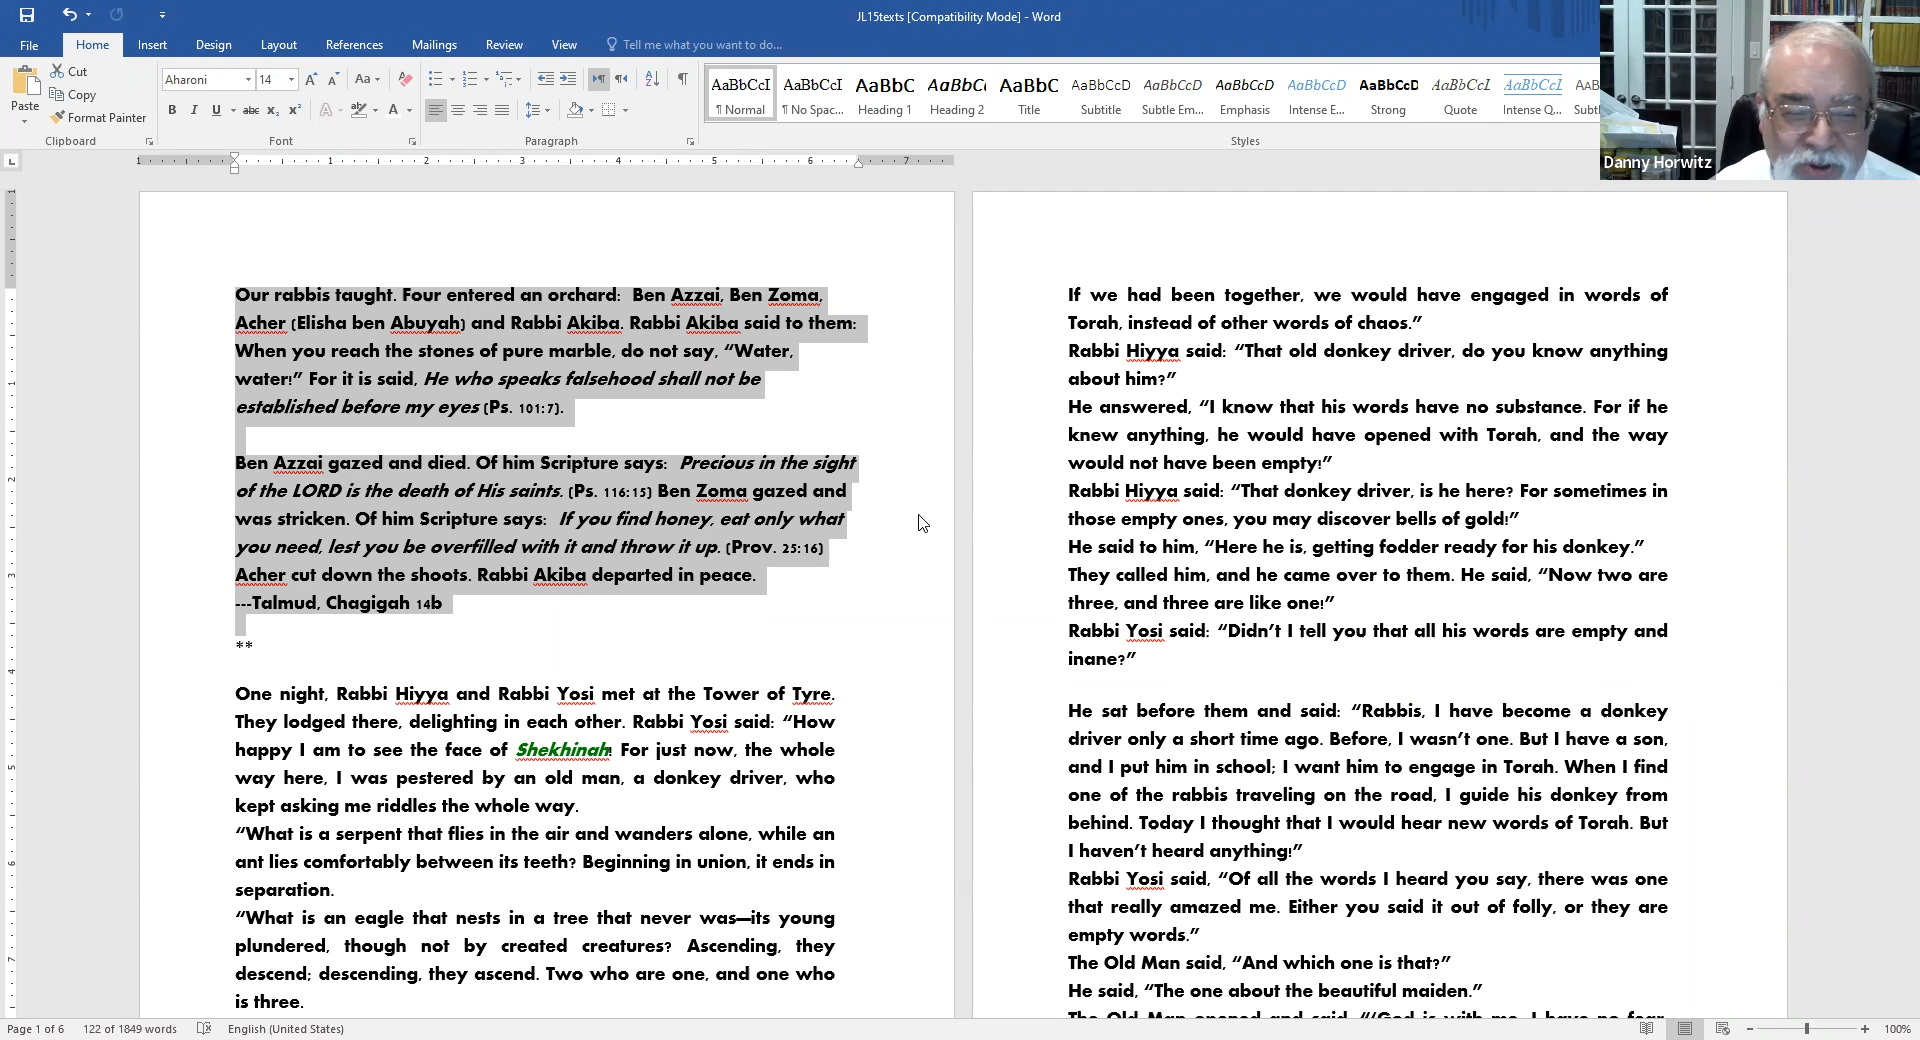 JL15texts [Compatibility Mode] - Word
File Home Insert Design Layout References Mailings Review View Tell me what you want to do...
Paste
Cut
Copy
Format Painter
Clipboard
Aharoni 14
Font
Paragraph
AaBbCcI AaBbCcI AaBbC AaBbC AaBbC AaBbCcD AaBbCcD AaBbCcD AaBbCcD AaBbCcD AaBbCcI AaBbCcI AAB
¶ Normal ¶ No Spac... Heading 1 Heading 2 Title Subtitle Subtle Em... Emphasis Intense E... Strong Quote Intense Q... Subt
Styles
Danny Horwitz
Our rabbis taught. Four entered an orchard: Ben Azzai, Ben Zoma,
Acher (Elisha ben Abuyah) and Rabbi Akiba. Rabbi Akiba said to them:
When you reach the stones of pure marble, do not say, “Water,
water!” For it is said, He who speaks falsehood shall not be
established before my eyes (Ps. 101:7).
Ben Azzai gazed and died. Of him Scripture says: Precious in the sight
of the LORD is the death of His saints. (Ps. 116:15) Ben Zoma gazed and
was stricken. Of him Scripture says: If you find honey, eat only what
you need, lest you be overfilled with it and throw it up. (Prov. 25:16)
Acher cut down the shoots. Rabbi Akiba departed in peace.
---Talmud, Chagigah 14b
**
One night, Rabbi Hiyya and Rabbi Yosi met at the Tower of Tyre.
They lodged there, delighting in each other. Rabbi Yosi said: “How
happy I am to see the face of Shekhinah! For just now, the whole
way here, I was pestered by an old man, a donkey driver, who
kept asking me riddles the whole way.
“What is a serpent that flies in the air and wanders alone, while an
ant lies comfortably between its teeth? Beginning in union, it ends in
separation.
“What is an eagle that nests in a tree that never was—its young
plundered, though not by created creatures? Ascending, they
descend; descending, they ascend. Two who are one, and one who
is three.
If we had been together, we would have engaged in words of
Torah, instead of other words of chaos.”
Rabbi Hiyya said: “That old donkey driver, do you know anything
about him?”
He answered, “I know that his words have no substance. For if he
knew anything, he would have opened with Torah, and the way
would not have been empty!”
Rabbi Hiyya said: “That donkey driver, is he here? For sometimes in
those empty ones, you may discover bells of gold!”
He said to him, “Here he is, getting fodder ready for his donkey.”
They called him, and he came over to them. He said, “Now two are
three, and three are like one!”
Rabbi Yosi said: “Didn’t I tell you that all his words are empty and
inane?”
He sat before them and said: “Rabbis, I have become a donkey
driver only a short time ago. Before, I wasn’t one. But I have a son,
and I put him in school; I want him to engage in Torah. When I find
one of the rabbis traveling on the road, I guide his donkey from
behind. Today I thought that I would hear new words of Torah. But
I haven’t heard anything!”
Rabbi Yosi said, “Of all the words I heard you say, there was one
that really amazed me. Either you said it out of folly, or they are
empty words.”
The Old Man said, “And which one is that?”
He said, “The one about the beautiful maiden.”
The Old Man opened and said, “‘God is with me, I have no fear.
Page 1 of 6 122 of 1849 words English (United States) 100%